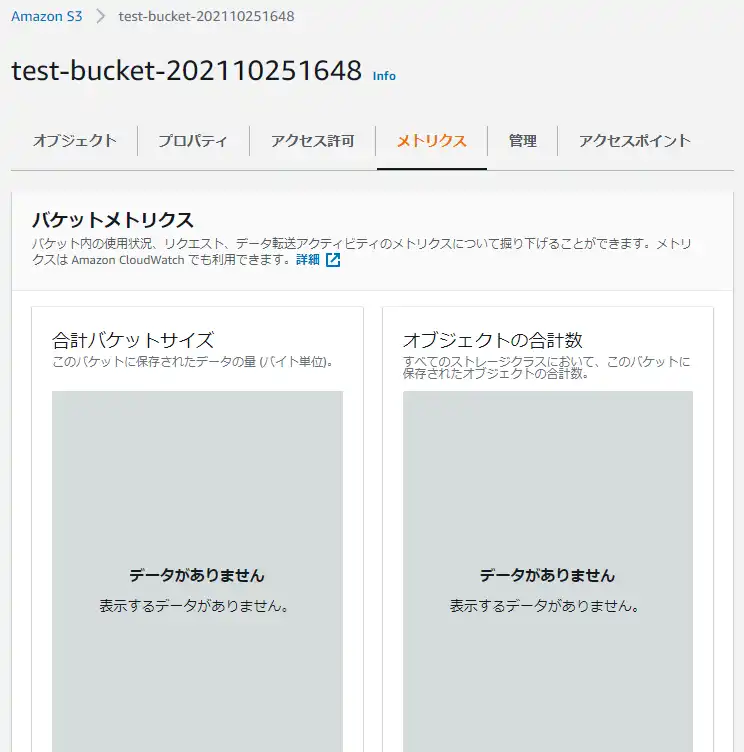 Amazon S3 > test-bucket-202110251648
test-bucket-202110251648 Info
オブジェクト プロパティ アクセス許可 メトリクス 管理 アクセスポイント
バケットメトリクス
バケット内の使用状況、リクエスト、データ転送アクティビティのメトリクスについて掘り下げることができます。メトリ
クスは Amazon CloudWatch でも利用できます。詳細
合計バケットサイズ
このバケットに保存されたデータの量 (バイト単位)。
データがありません
表示するデータがありません。
オブジェクトの合計数
すべてのストレージクラスにおいて、このバケットに
保存されたオブジェクトの合計数。
データがありません
表示するデータがありません。